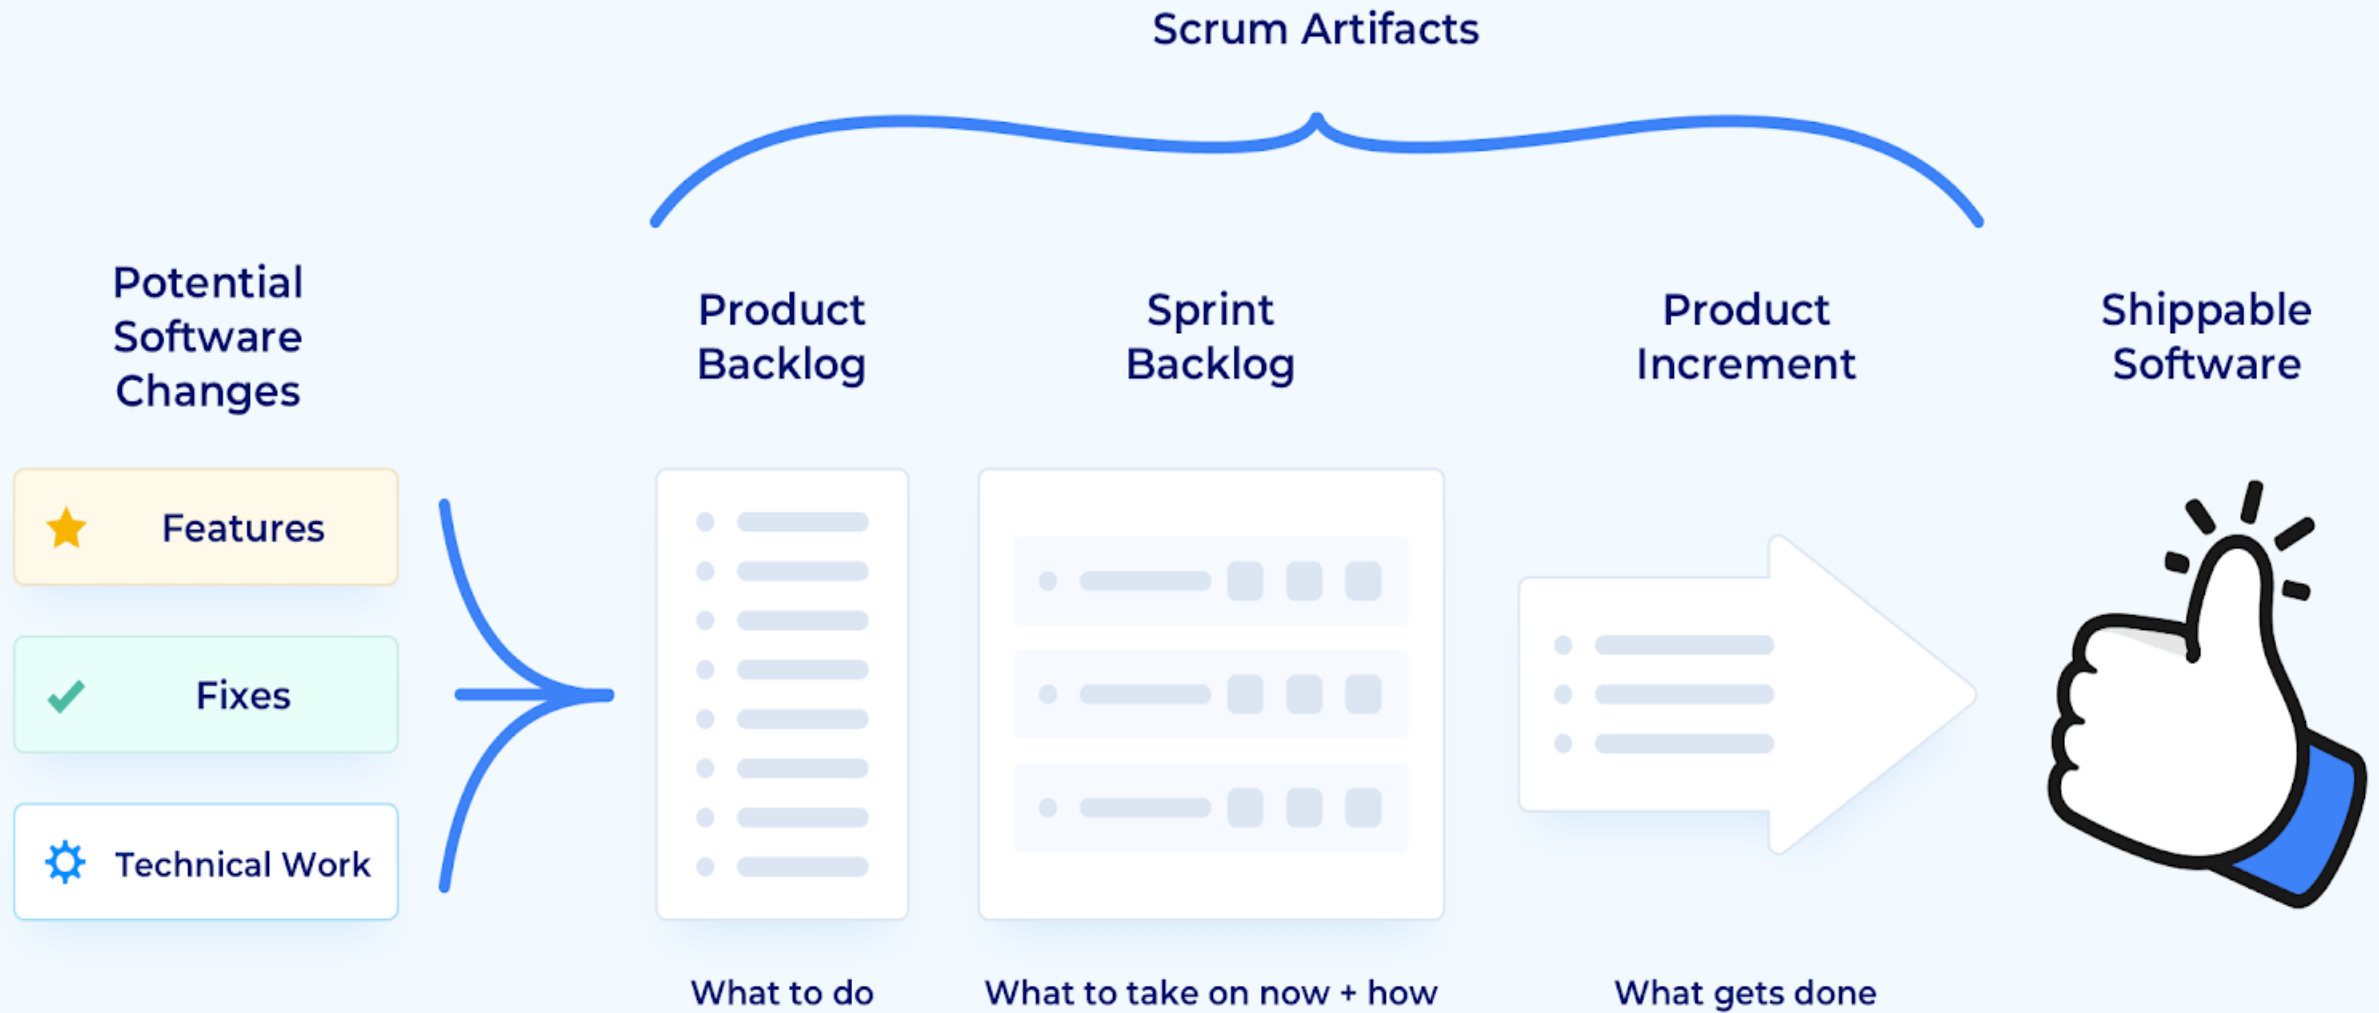 Scrum Artifacts
Potential
Software
Changes
Product
Backlog
Sprint
Backlog
Product
Increment
Shippable
Software
Features
Fixes
Technical Work
What to do
What to take on now + how
What gets done